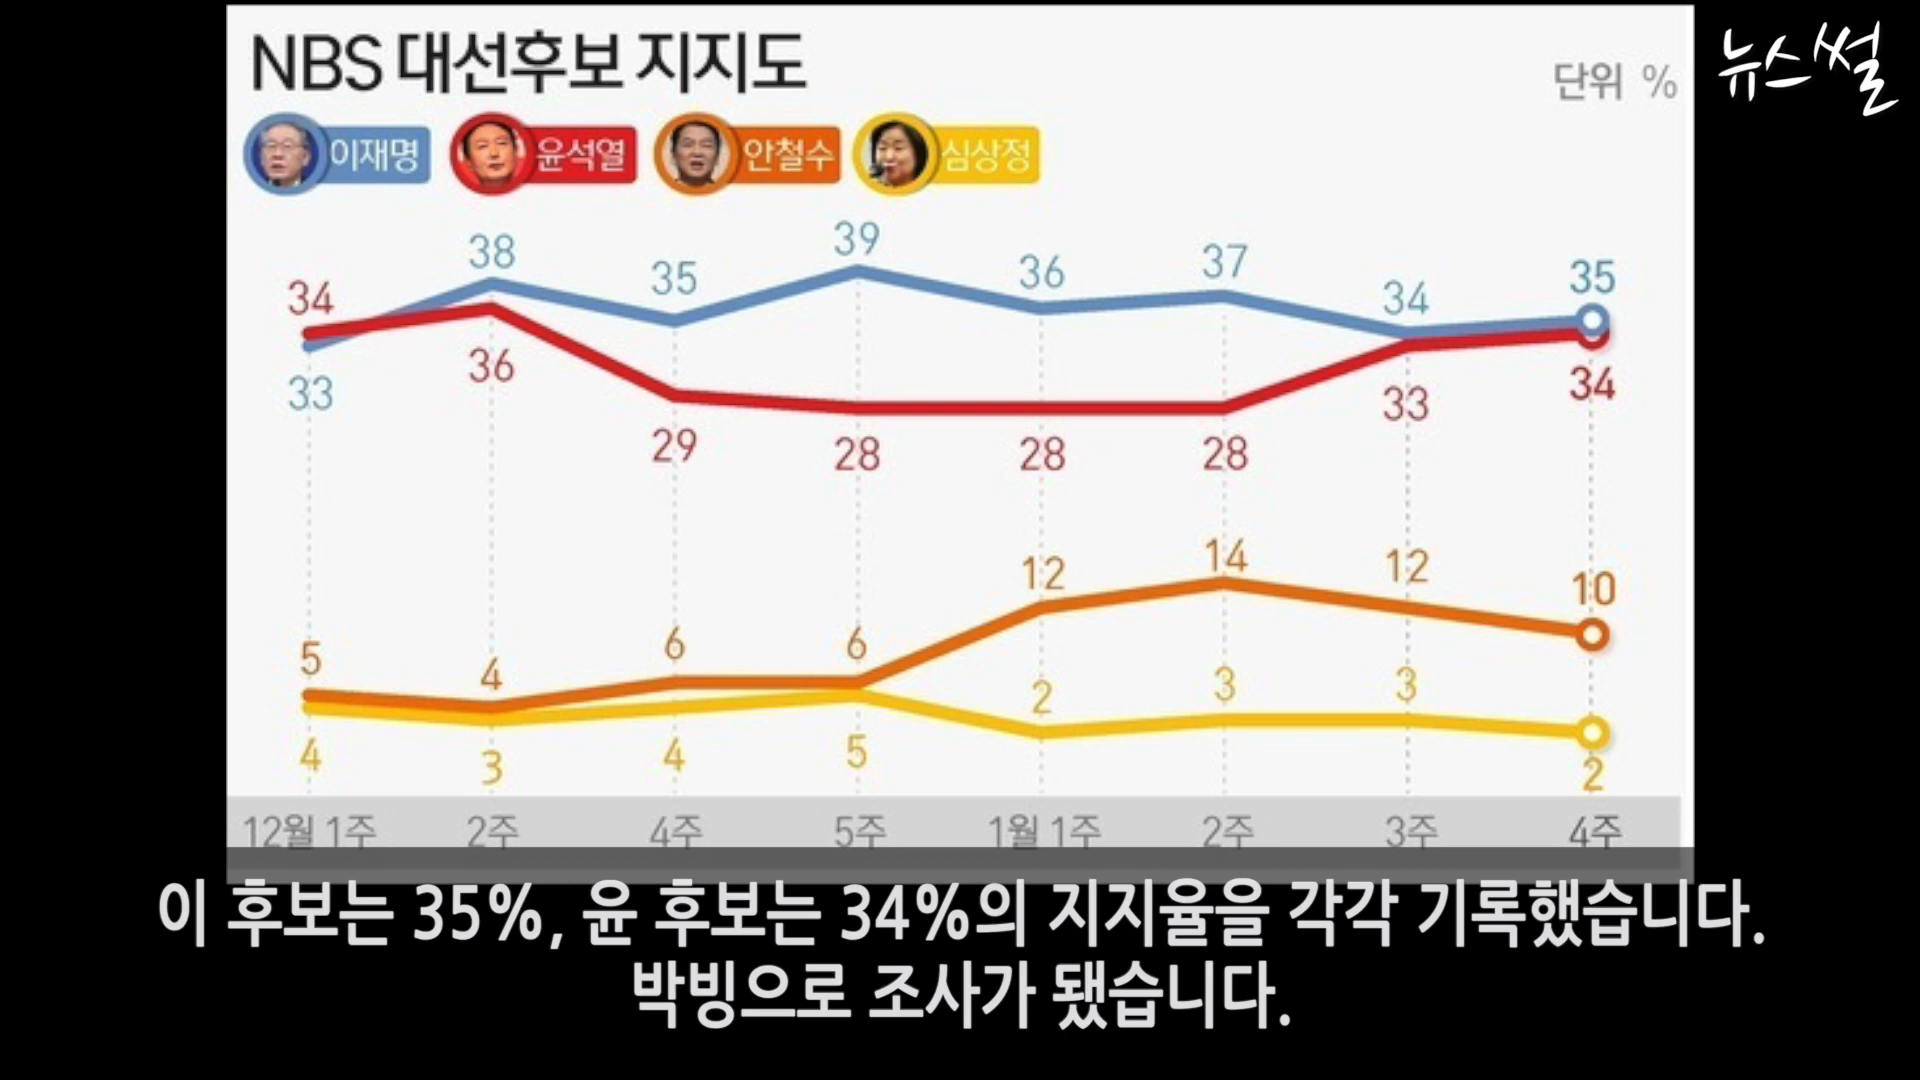 NBS 대선후보 지지도
단위 %
뉴스썰
이재명 윤석열 안철수 심상정
34 38 35 39 36 37 34 35
33 36 29 28 28 28 33 34
5 4 6 6 12 14 12 10
4 3 4 5 2 3 3 2
12월 1주 2주 4주 5주 1월 1주 2주 3주 4주
이 후보는 35%, 윤 후보는 34%의 지지율을 각각 기록했습니다.
박빙으로 조사가 됐습니다.